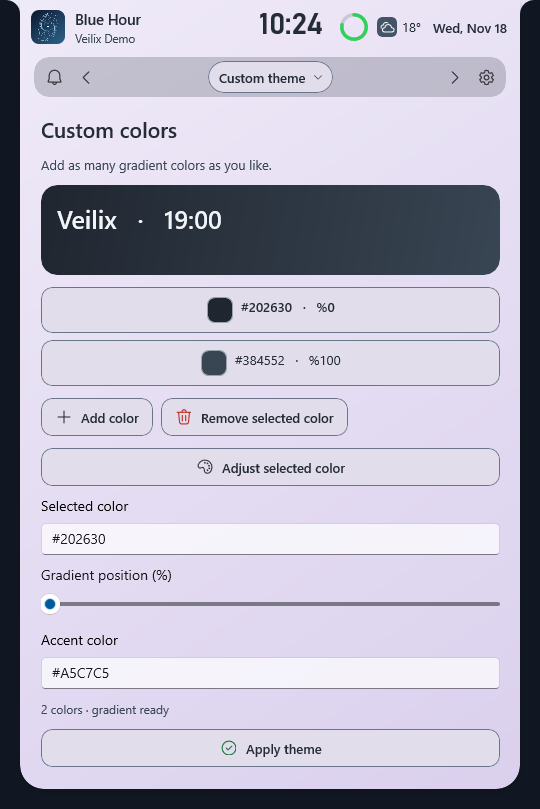 Blue Hour
Veilix Demo
10:24
18°
Wed, Nov 18
Custom theme
Custom colors
Add as many gradient colors as you like.
Veilix · 19:00
#202630 · %0
#384552 · %100
Add color
Remove selected color
Adjust selected color
Selected color
#202630
Gradient position (%)
Accent color
#A5C7C5
2 colors · gradient ready
Apply theme